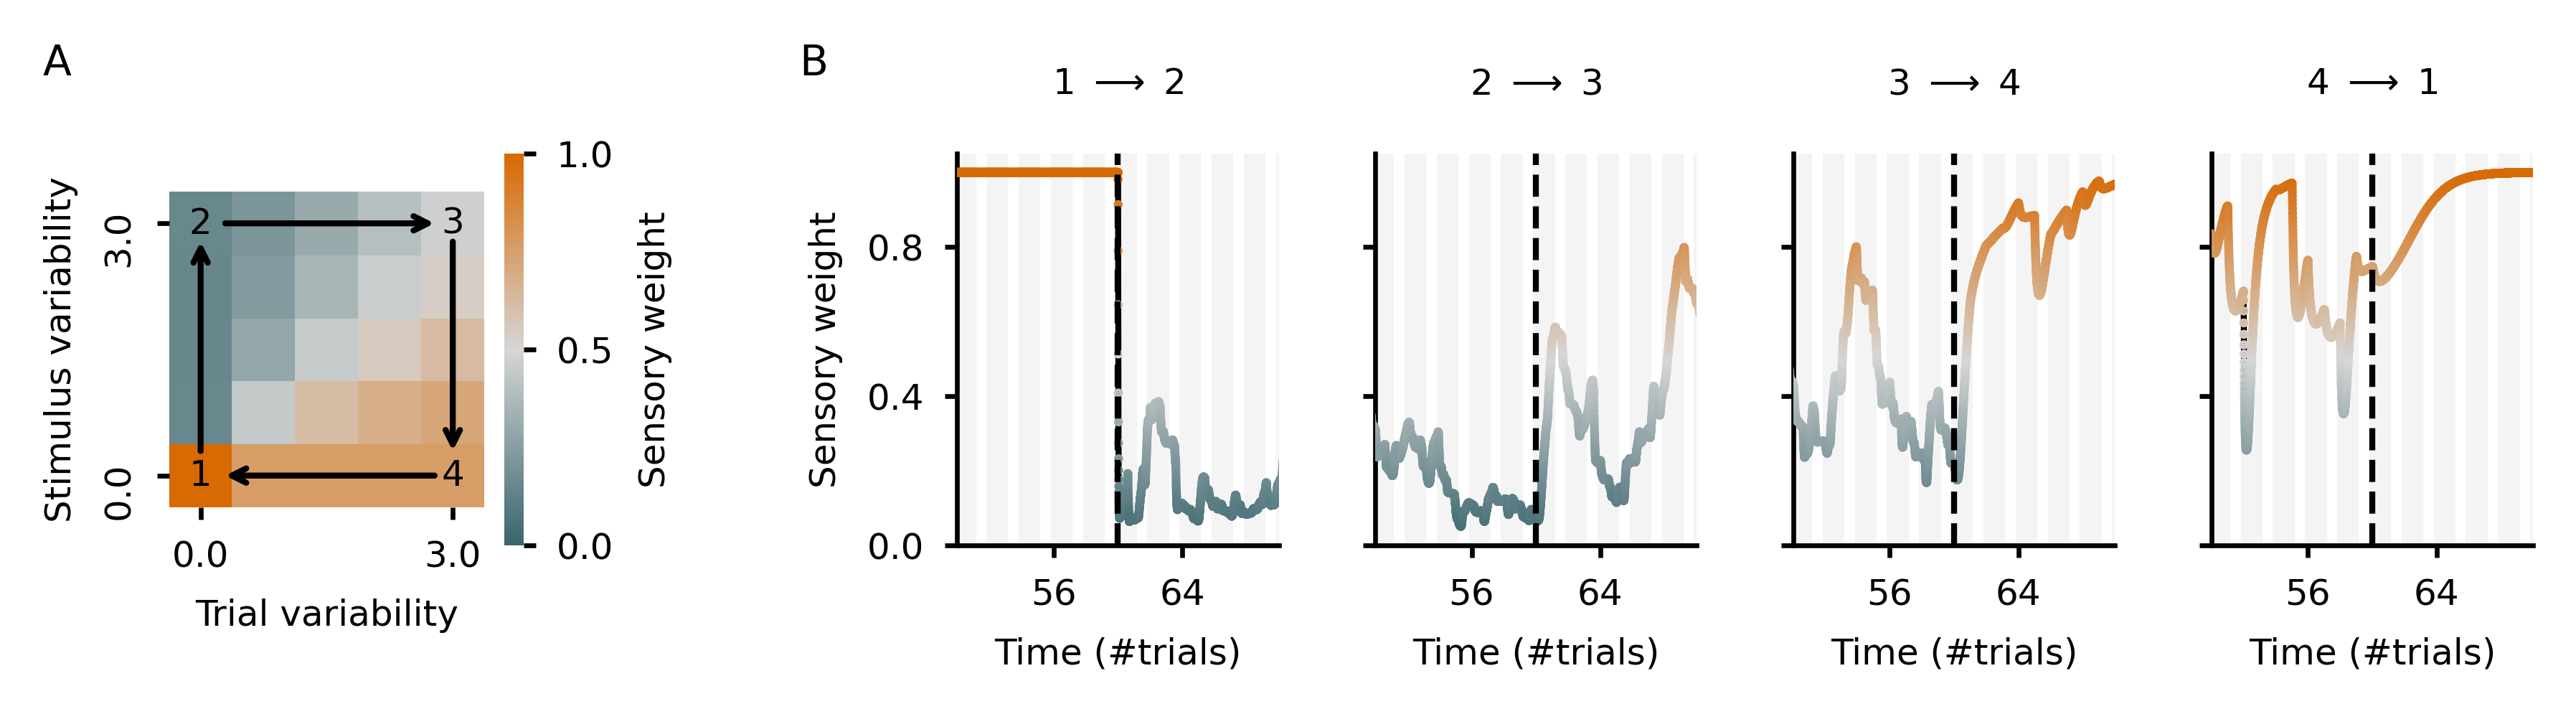 A
B
1 ⟶ 2
2 ⟶ 3
3 ⟶ 4
4 ⟶ 1
Stimulus variability
3.0
0.0
2
3
1
4
0.0
3.0
Trial variability
1.0
0.5
0.0
Sensory weight
Sensory weight
0.8
0.4
0.0
56
64
Time (#trials)
56
64
Time (#trials)
56
64
Time (#trials)
56
64
Time (#trials)